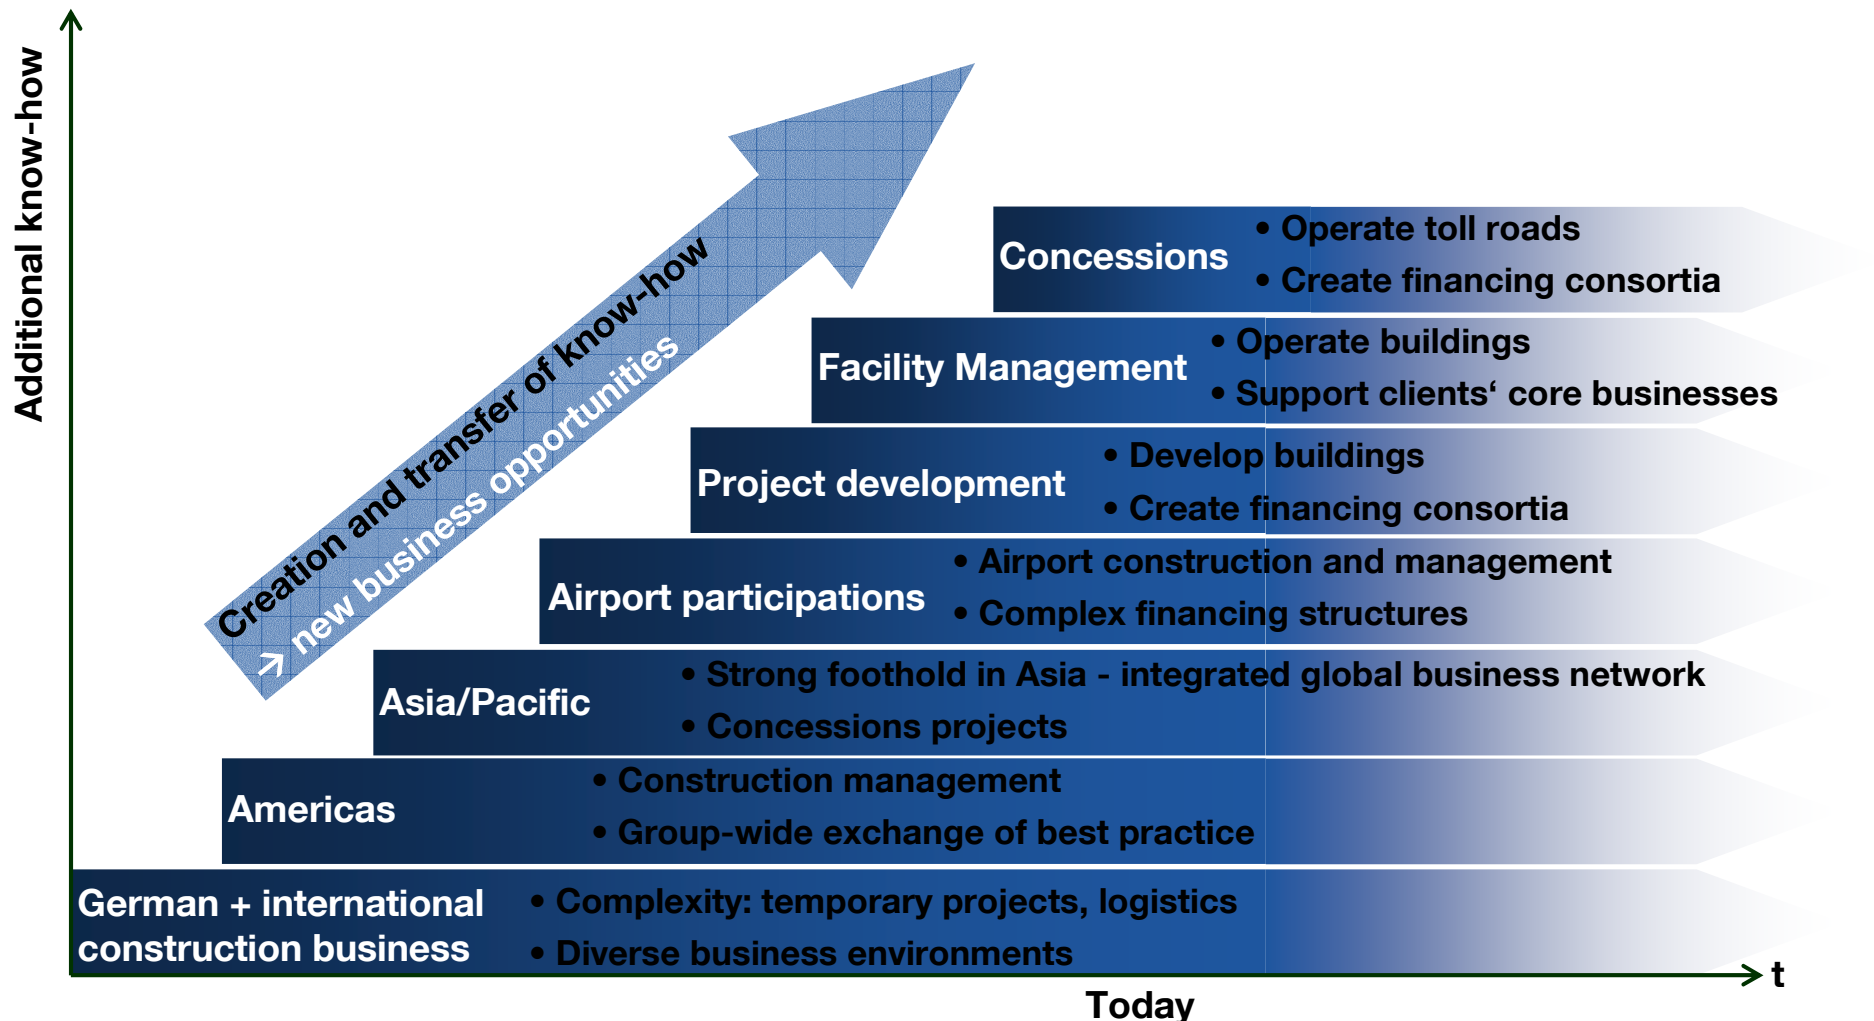 Additional know-how
Creation and transfer of know-how
→ new business opportunities
Concessions
• Operate toll roads
• Create financing consortia
Facility Management
• Operate buildings
• Support clients‘ core businesses
Project development
• Develop buildings
• Create financing consortia
Airport participations
• Airport construction and management
• Complex financing structures
Asia/Pacific
• Strong foothold in Asia - integrated global business network
• Concessions projects
Americas
• Construction management
• Group-wide exchange of best practice
German + international
construction business
• Complexity: temporary projects, logistics
• Diverse business environments
t
Today